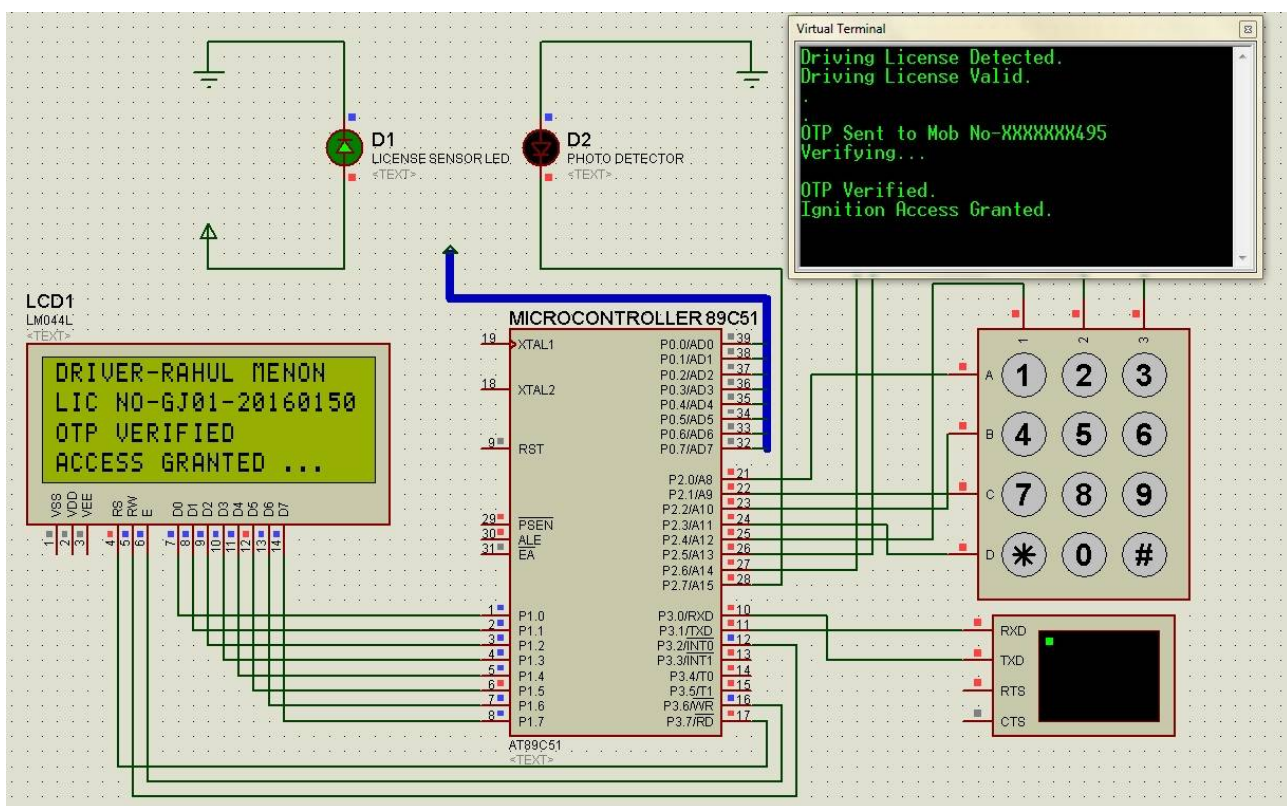 Virtual Terminal
Driving License Detected.
Driving License Valid.
.
.
OTP Sent to Mob No-XXXXXXX495
Verifying...
OTP Verified.
Ignition Access Granted.
D1
LICENSE SENSOR LED.
<TEXT>
D2
PHOTO DETECTOR
<TEXT>
LCD1
LM044L
<TEXT>
DRIVER-RAHUL MENON
LIC NO-GJ01-20160150
OTP VERIFIED
ACCESS GRANTED ...
VSS VDD VEE RS RW E D0 D1 D2 D3 D4 D5 D6 D7
1 2 3 4 5 6 7 8 9 10 11 12 13 14
MICROCONTROLLER 89C51
19 XTAL1
18 XTAL2
9 RST
29 PSEN
30 ALE
31 EA
1 P1.0
2 P1.1
3 P1.2
4 P1.3
5 P1.4
6 P1.5
7 P1.6
8 P1.7
P0.0/AD0 39
P0.1/AD1 38
P0.2/AD2 37
P0.3/AD3 36
P0.4/AD4 35
P0.5/AD5 34
P0.6/AD6 33
P0.7/AD7 32
P2.0/A8 21
P2.1/A9 22
P2.2/A10 23
P2.3/A11 24
P2.4/A12 25
P2.5/A13 26
P2.6/A14 27
P2.7/A15 28
P3.0/RXD 10
P3.1/TXD 11
P3.2/INT0 12
P3.3/INT1 13
P3.4/T0 14
P3.5/T1 15
P3.6/WR 16
P3.7/RD 17
AT89C51
<TEXT>
1 2 3
A 1 2 3
B 4 5 6
C 7 8 9
D * 0 #
RXD
TXD
RTS
CTS